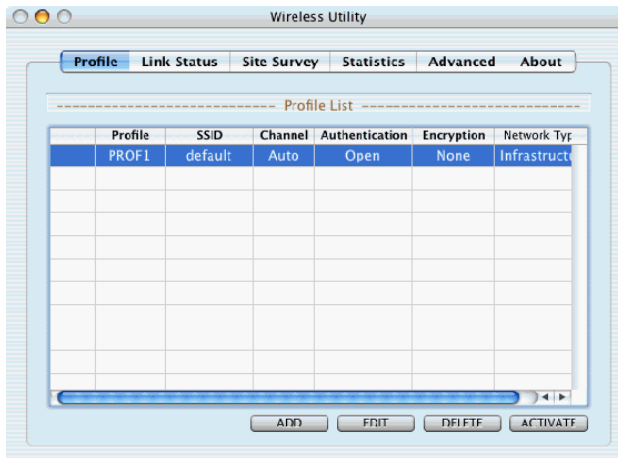 Wireless Utility
Profile Link Status Site Survey Statistics Advanced About
Profile List
Profile SSID Channel Authentication Encryption Network Typ
PROF1 default Auto Open None Infrastructu
ADD EDIT DELETE ACTIVATE